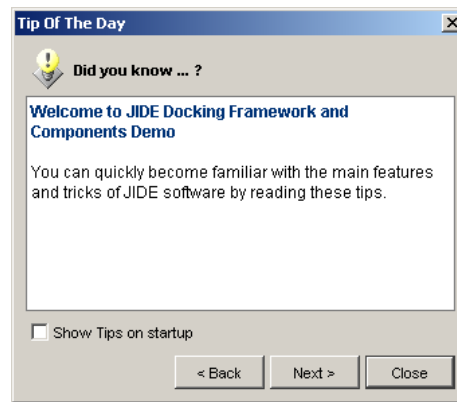 Tip Of The Day
Did you know ... ?
Welcome to JIDE Docking Framework and
Components Demo
You can quickly become familiar with the main features
and tricks of JIDE software by reading these tips.
Show Tips on startup
< Back Next > Close